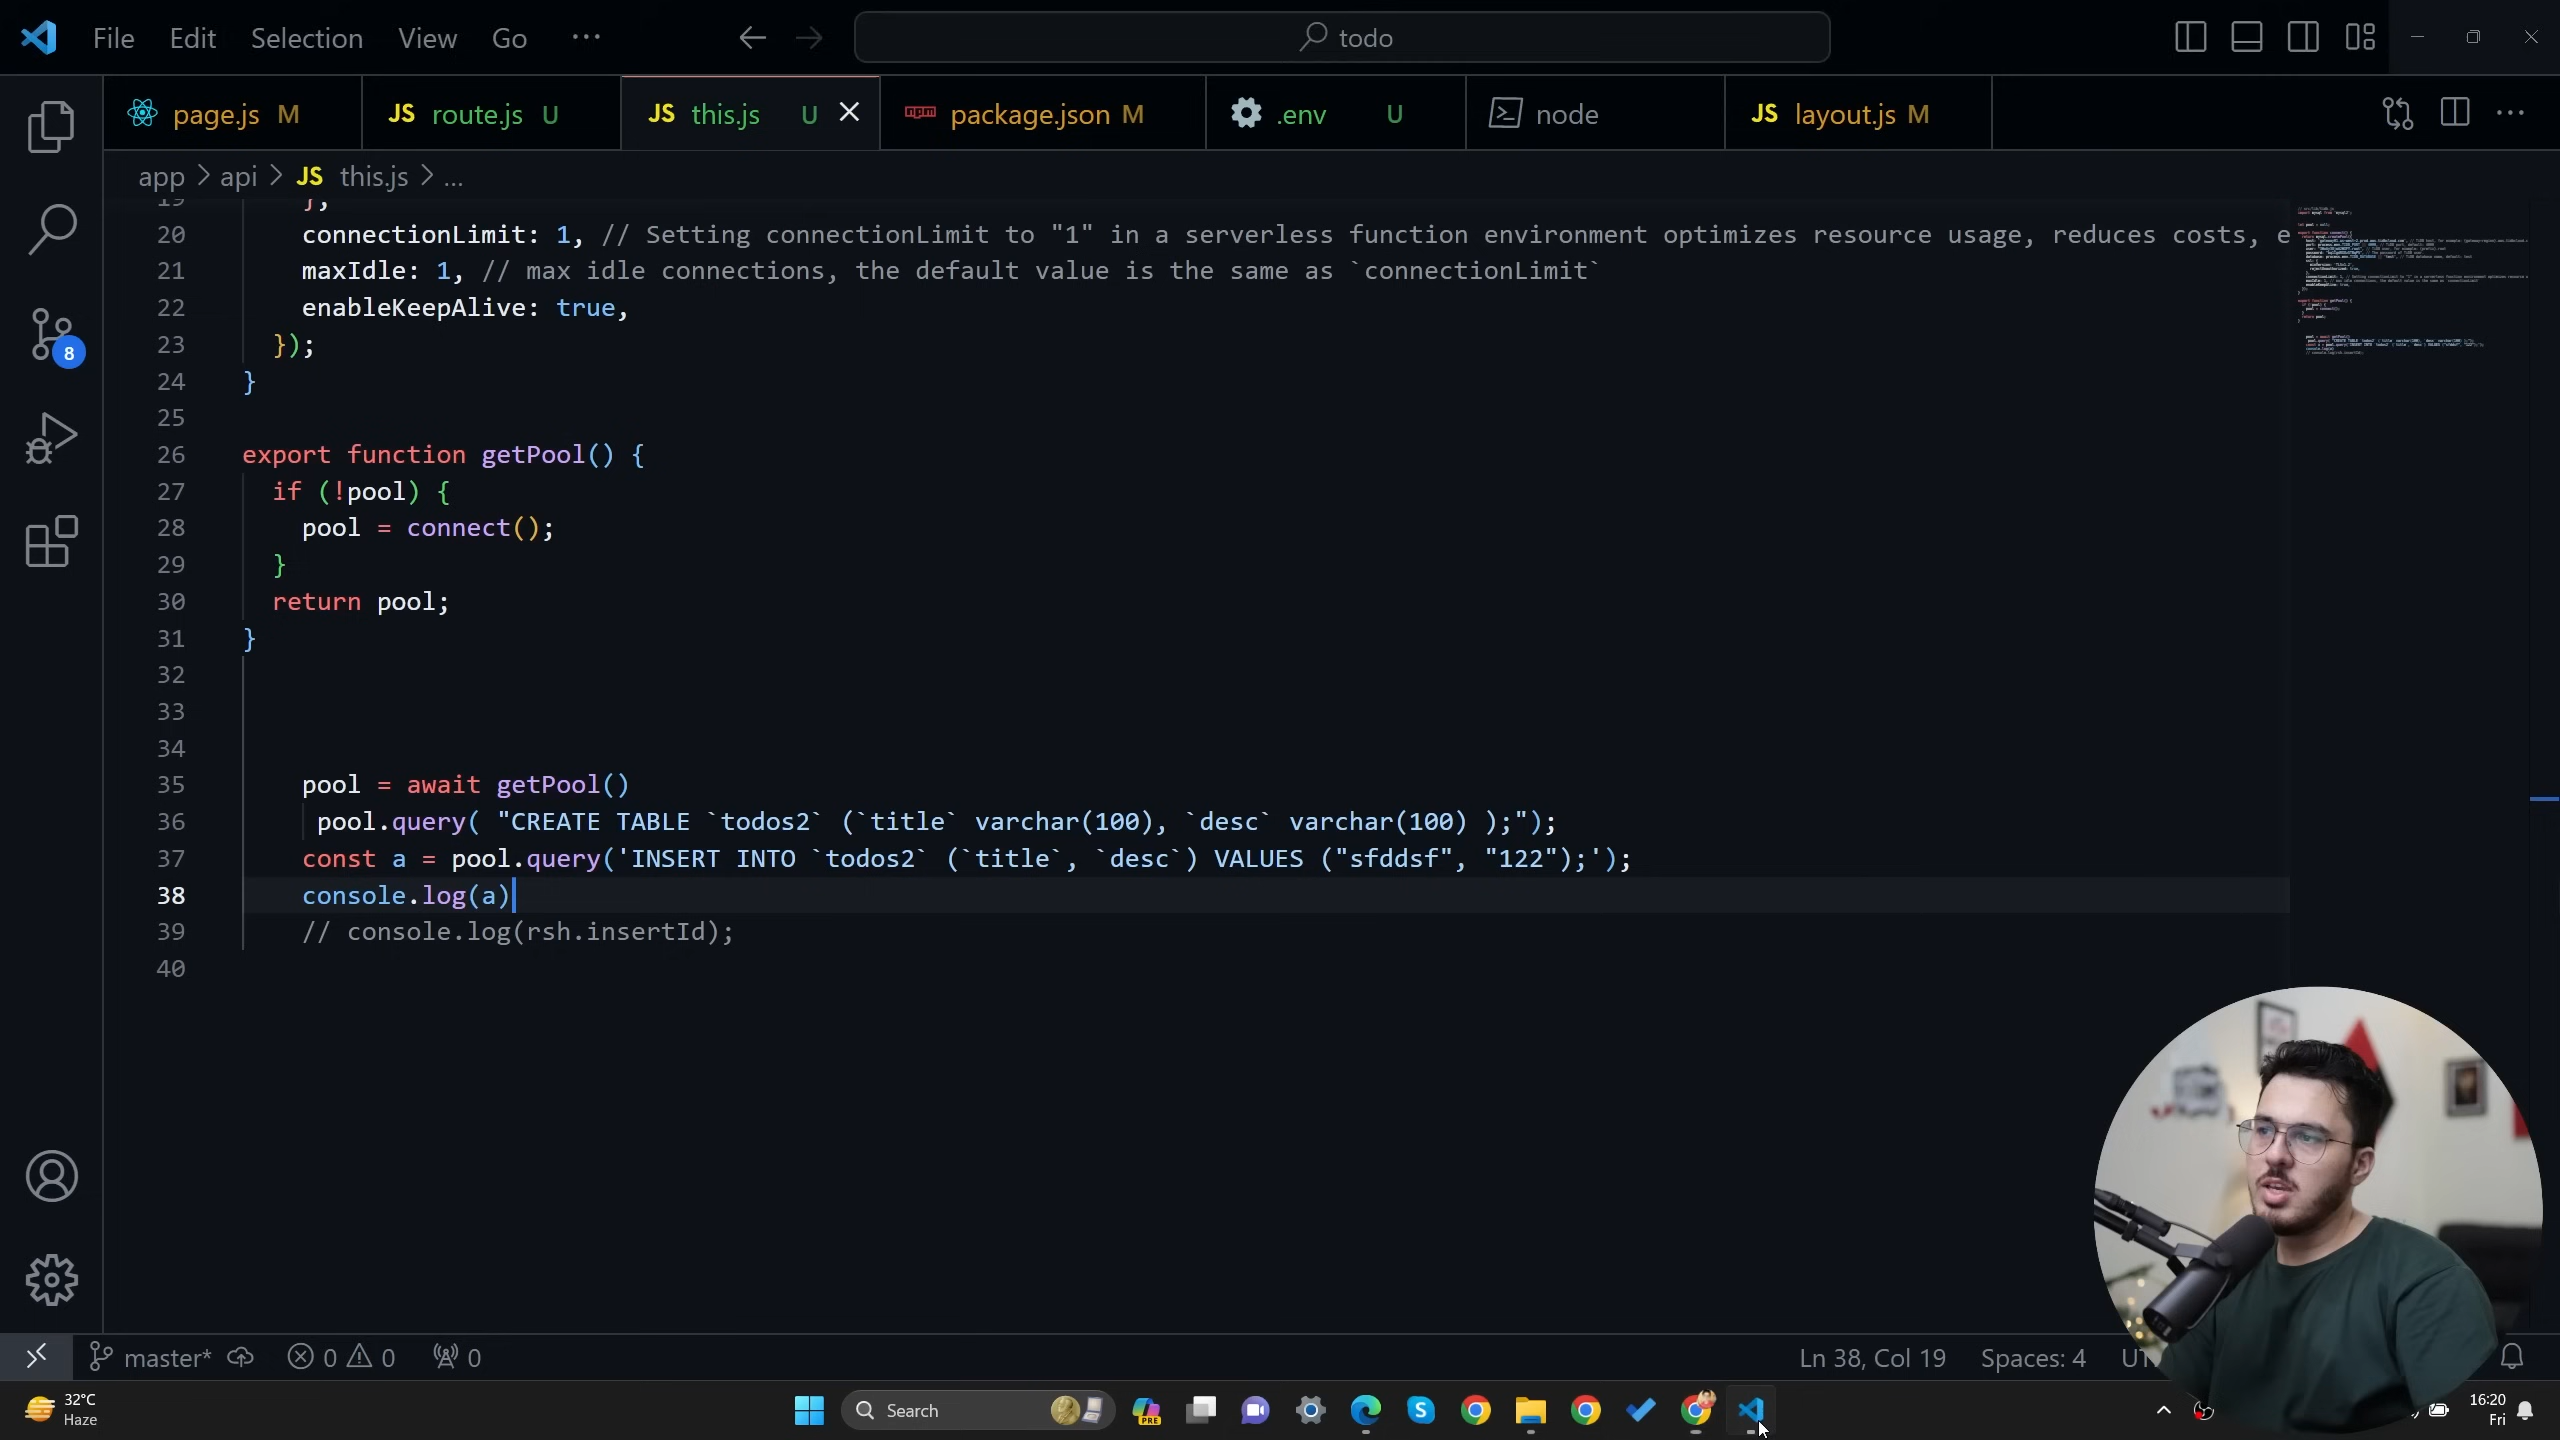 File Edit Selection View Go ··· todo
page.js M JS route.js U JS this.js U package.json M .env U node JS layout.js M
app > api > JS this.js > ...
19 },
20 connectionLimit: 1, // Setting connectionLimit to "1" in a serverless function environment optimizes resource usage, reduces costs, e
21 maxIdle: 1, // max idle connections, the default value is the same as `connectionLimit`
22 enableKeepAlive: true,
23 });
24 }
25
26 export function getPool() {
27 if (!pool) {
28 pool = connect();
29 }
30 return pool;
31 }
32
33
34
35 pool = await getPool()
36 pool.query( "CREATE TABLE `todos2` (`title` varchar(100), `desc` varchar(100) );");
37 const a = pool.query('INSERT INTO `todos2` (`title`, `desc`) VALUES ("sfddsf", "122");');
38 console.log(a)
39 // console.log(rsh.insertId);
40
8
master* 0 0 0 Ln 38, Col 19 Spaces: 4
32°C
Haze
Search
PRE
16:20
Fri